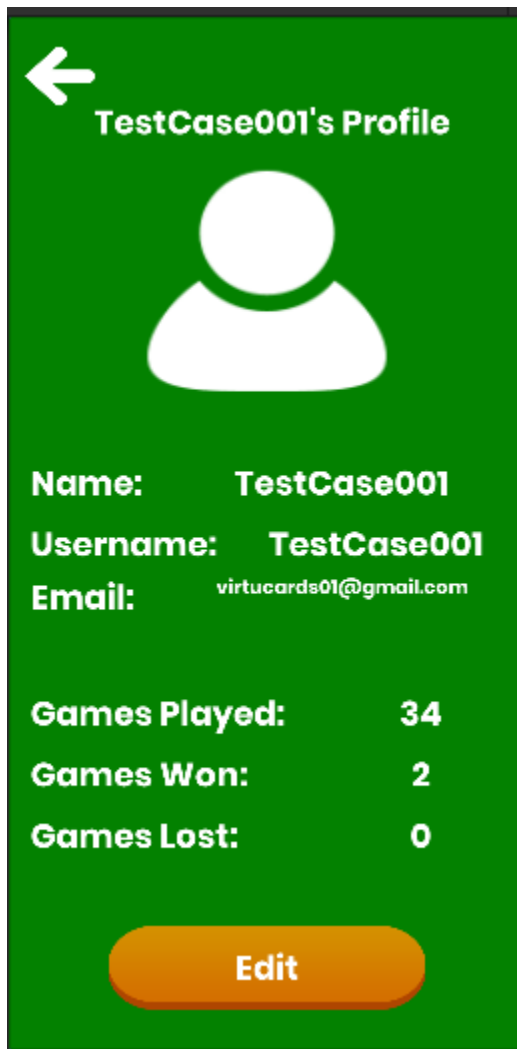 TestCase001's Profile
Name: TestCase001
Username: TestCase001
Email: virtucards01@gmail.com
Games Played: 34
Games Won: 2
Games Lost: 0
Edit